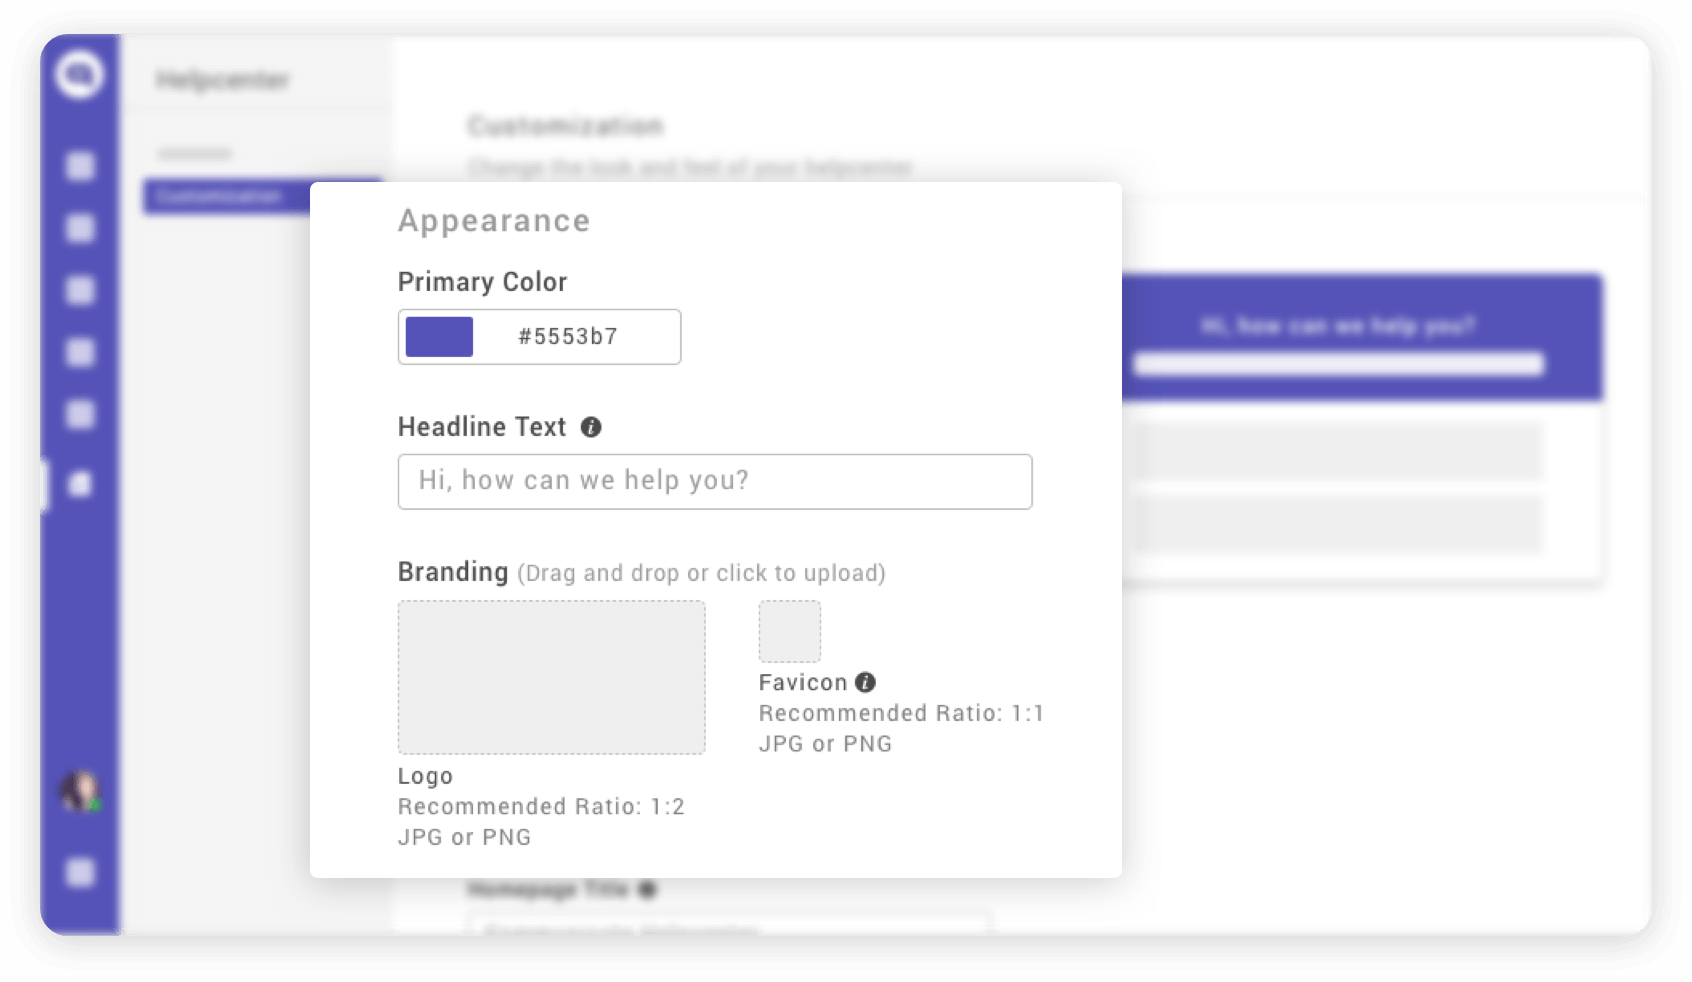 Helpcenter
Customization
Customization
Change the look and feel of your helpcenter
Appearance
Primary Color
#5553b7
Headline Text
Hi, how can we help you?
Branding (Drag and drop or click to upload)
Logo
Recommended Ratio: 1:2
JPG or PNG
Favicon
Recommended Ratio: 1:1
JPG or PNG
Hi, how can we help you?
Homepage Title